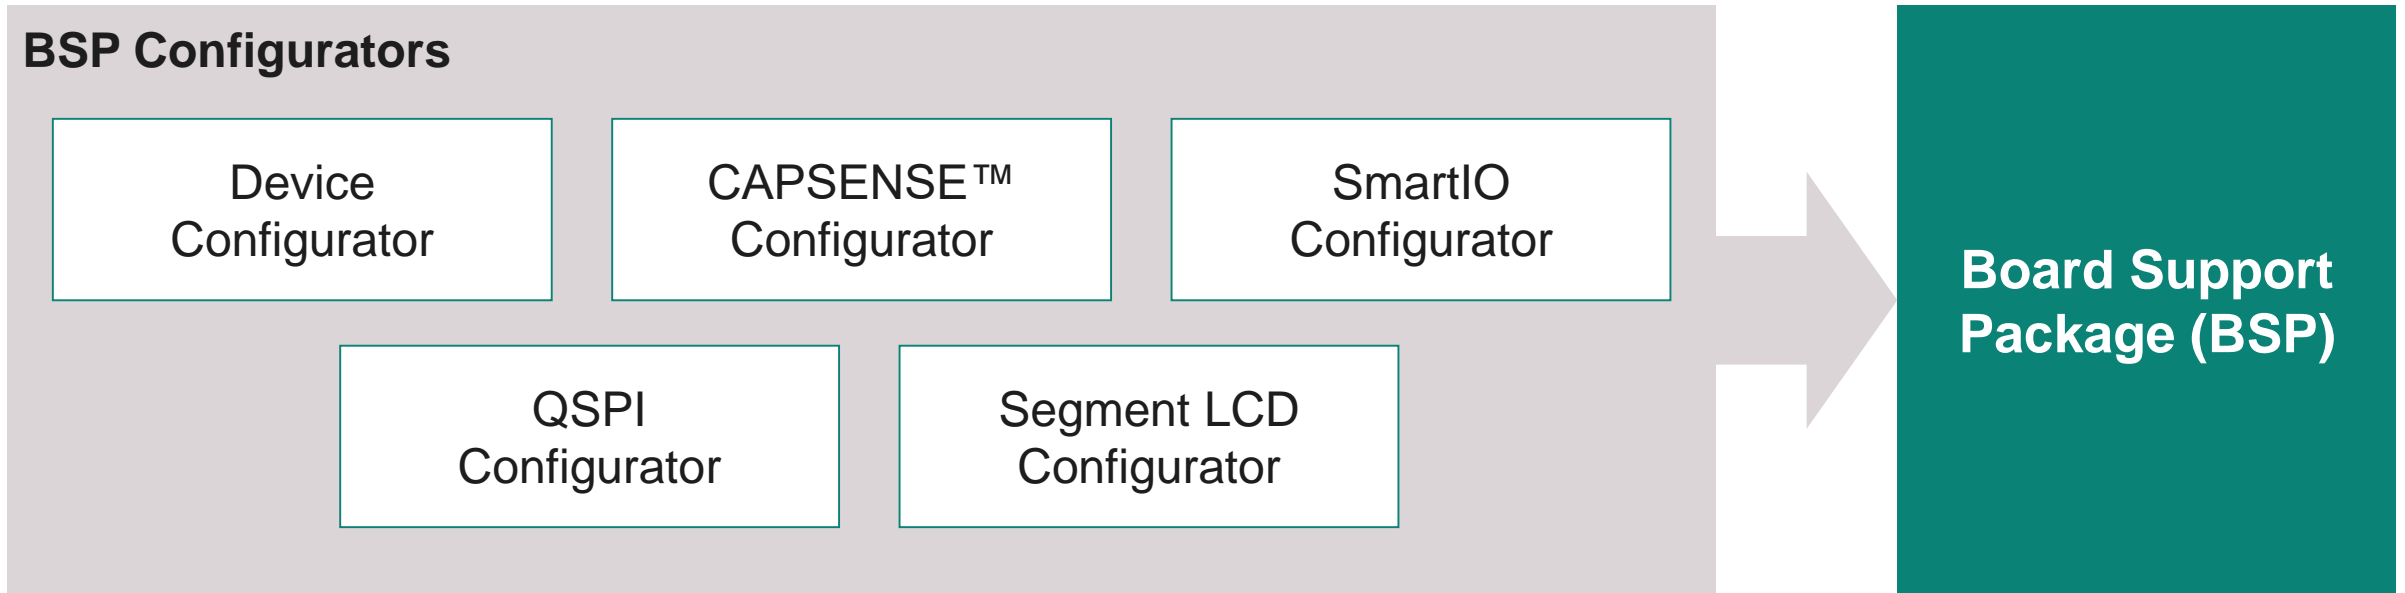 BSP Configurators
Device
Configurator
CAPSENSE™
Configurator
SmartIO
Configurator
QSPI
Configurator
Segment LCD
Configurator
Board Support
Package (BSP)